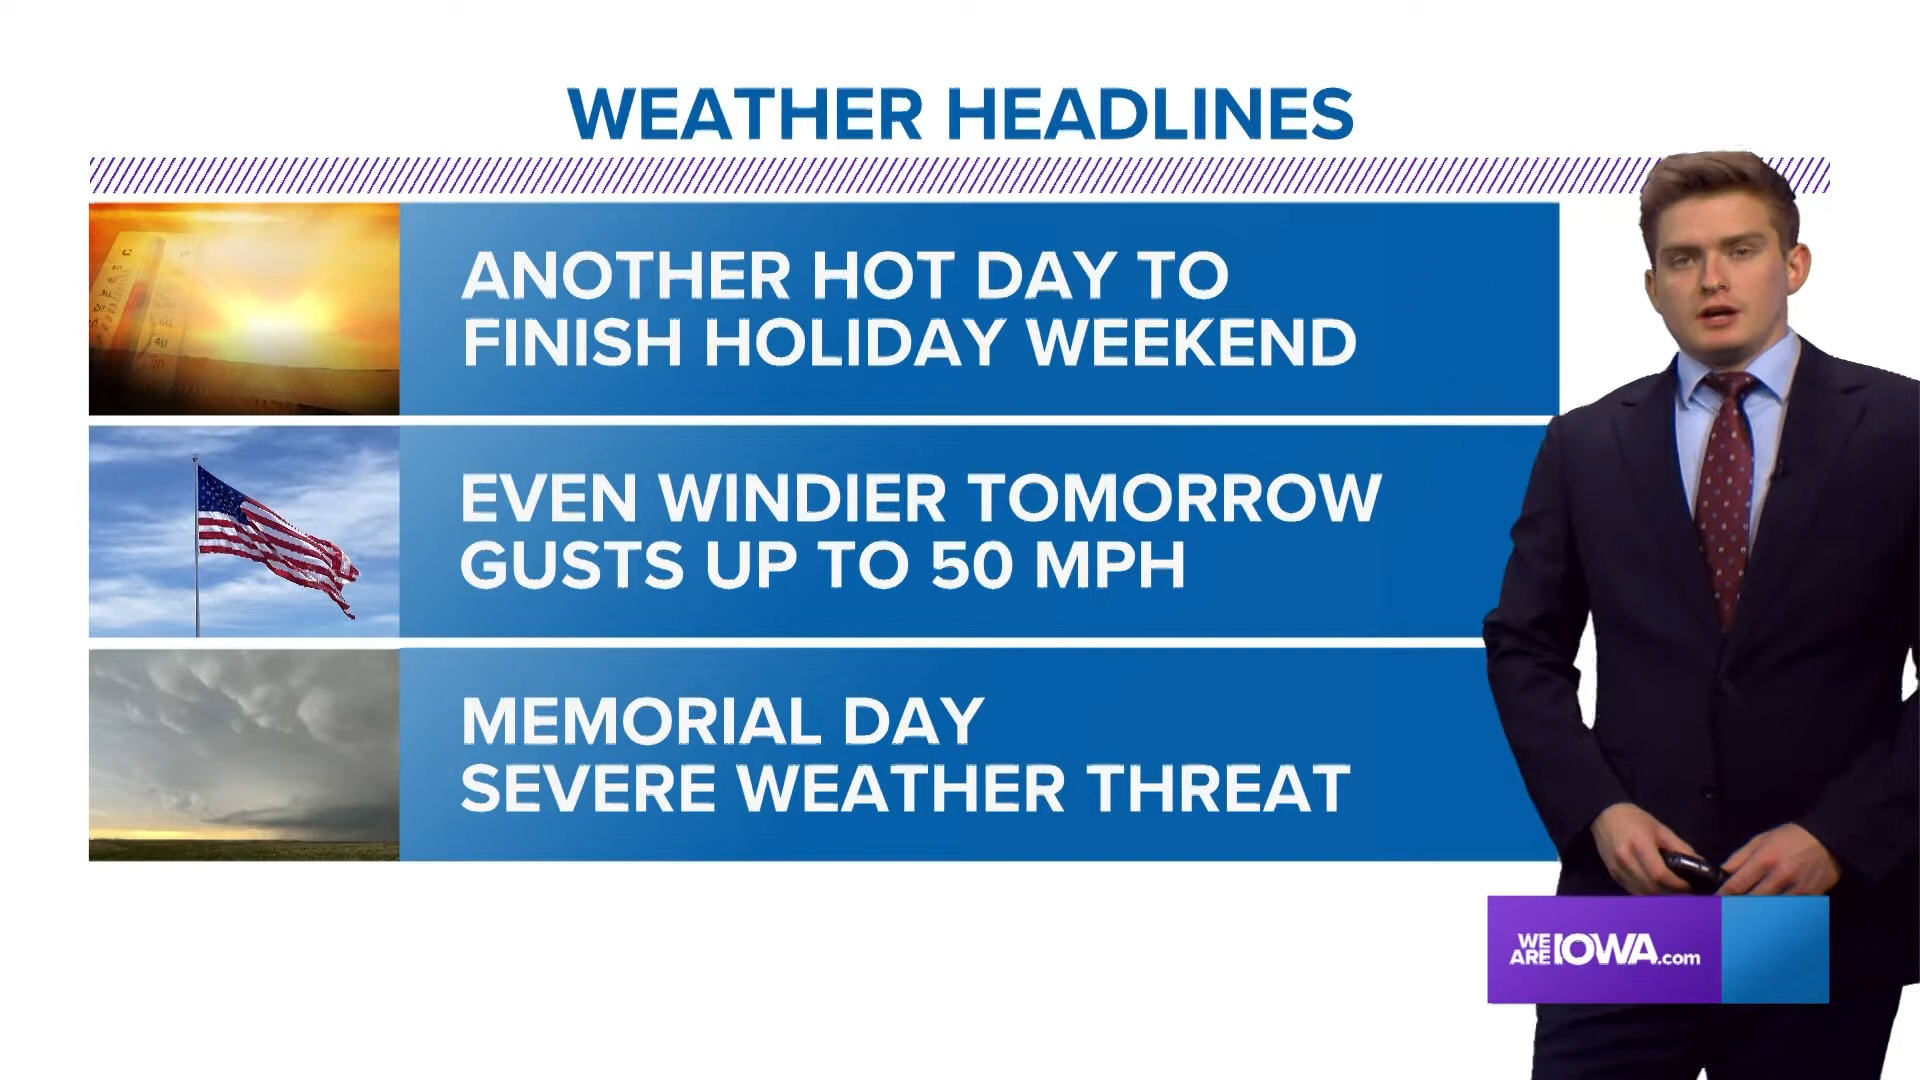 WEATHER HEADLINES
ANOTHER HOT DAY TO
FINISH HOLIDAY WEEKEND
EVEN WINDIER TOMORROW
GUSTS UP TO 50 MPH
MEMORIAL DAY
SEVERE WEATHER THREAT
WE ARE IOWA.com